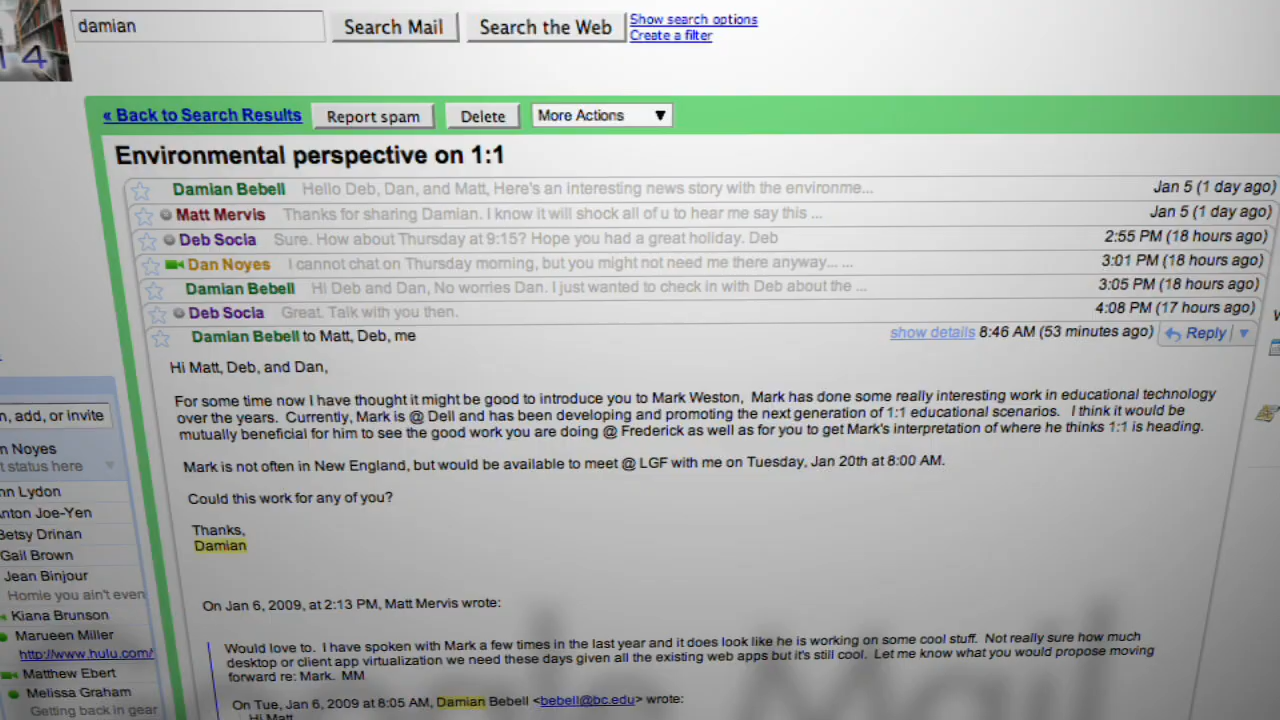 damian
Search Mail
Search the Web
Show search options
Create a filter
14
« Back to Search Results
Report spam
Delete
More Actions
Environmental perspective on 1:1
Damian Bebell Hello Deb, Dan, and Matt, Here's an interesting news story with the environme... Jan 5 (1 day ago)
Matt Mervis Thanks for sharing Damian. I know it will shock all of u to hear me say this ... Jan 5 (1 day ago)
Deb Socia Sure. How about Thursday at 9:15? Hope you had a great holiday. Deb 2:55 PM (18 hours ago)
Dan Noyes I cannot chat on Thursday morning, but you might not need me there anyway... ... 3:01 PM (18 hours ago)
Damian Bebell Hi Deb and Dan, No worries Dan. I just wanted to check in with Deb about the ... 3:05 PM (18 hours ago)
Deb Socia Great. Talk with you then. 4:08 PM (17 hours ago)
Damian Bebell to Matt, Deb, me show details 8:46 AM (53 minutes ago) Reply
Hi Matt, Deb, and Dan,
For some time now I have thought it might be good to introduce you to Mark Weston, Mark has done some really interesting work in educational technology
over the years. Currently, Mark is @ Dell and has been developing and promoting the next generation of 1:1 educational scenarios. I think it would be
mutually beneficial for him to see the good work you are doing @ Frederick as well as for you to get Mark's interpretation of where he thinks 1:1 is heading.
Mark is not often in New England, but would be available to meet @ LGF with me on Tuesday, Jan 20th at 8:00 AM.
Could this work for any of you?
Thanks,
Damian
On Jan 6, 2009, at 2:13 PM, Matt Mervis wrote:
Would love to. I have spoken with Mark a few times in the last year and it does look like he is working on some cool stuff. Not really sure how much
desktop or client app virtualization we need these days given all the existing web apps but it's still cool. Let me know what you would propose moving
forward re: Mark. MM
On Tue, Jan 6, 2009 at 8:05 AM, Damian Bebell <bebell@bc.edu> wrote:
Hi Matt
n, add, or invite
n Noyes
t status here
nn Lydon
nton Joe-Yen
Betsy Drinan
Gail Brown
Jean Binjour
Homie you ain't even
Kiana Brunson
Marueen Miller
http://www.hulu.com/
Matthew Ebert
Melissa Graham
Getting back in gear